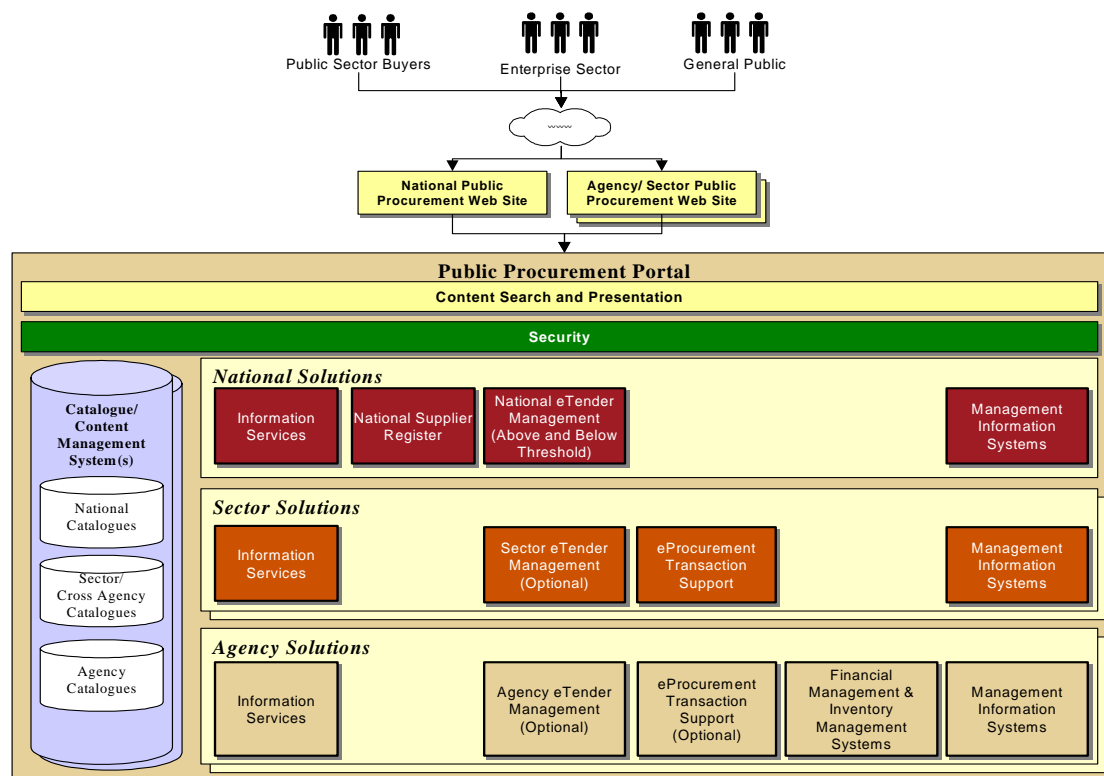 Public Sector Buyers
Enterprise Sector
General Public
National Public
Procurement Web Site
Agency/ Sector Public
Procurement Web Site
Public Procurement Portal
Content Search and Presentation
Security
Catalogue/
Content
Management
System(s)
National
Catalogues
Sector/
Cross Agency
Catalogues
Agency
Catalogues
National Solutions
Information
Services
National Supplier
Register
National eTender
Management
(Above and Below
Threshold)
Management
Information
Systems
Sector Solutions
Information
Services
Sector eTender
Management
(Optional)
eProcurement
Transaction
Support
Management
Information
Systems
Agency Solutions
Information
Services
Agency eTender
Management
(Optional)
eProcurement
Transaction
Support
(Optional)
Financial
Management &
Inventory
Management
Systems
Management
Information
Systems